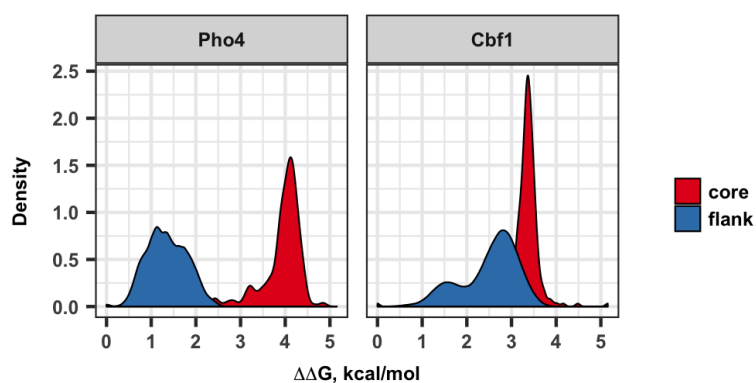 Pho4
Cbf1
2.5
2.0
1.5
1.0
0.5
0.0
Density
0 1 2 3 4 5
0 1 2 3 4 5
ΔΔG, kcal/mol
core
flank